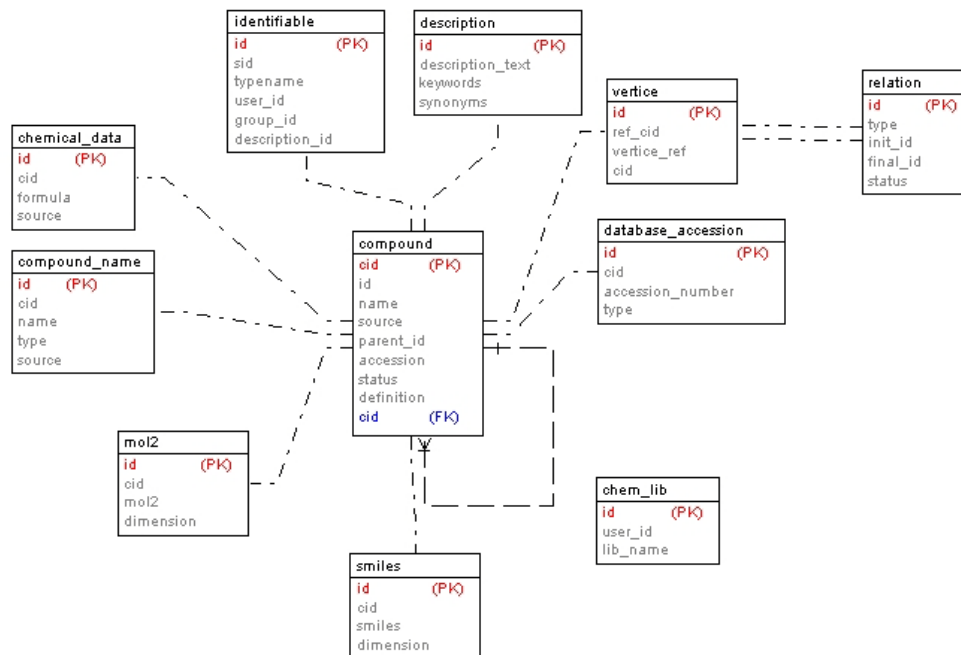 identifiable
id (PK)
sid
typename
user_id
group_id
description_id
description
id (PK)
description_text
keywords
synonyms
vertice
id (PK)
ref_cid
vertice_ref
cid
relation
id (PK)
type
init_id
final_id
status
chemical_data
id (PK)
cid
formula
source
compound_name
id (PK)
cid
name
type
source
compound
cid (PK)
id
name
source
parent_id
accession
status
definition
cid (FK)
database_accession
id (PK)
cid
accession_number
type
mol2
id (PK)
cid
mol2
dimension
chem_lib
id (PK)
user_id
lib_name
smiles
id (PK)
cid
smiles
dimension